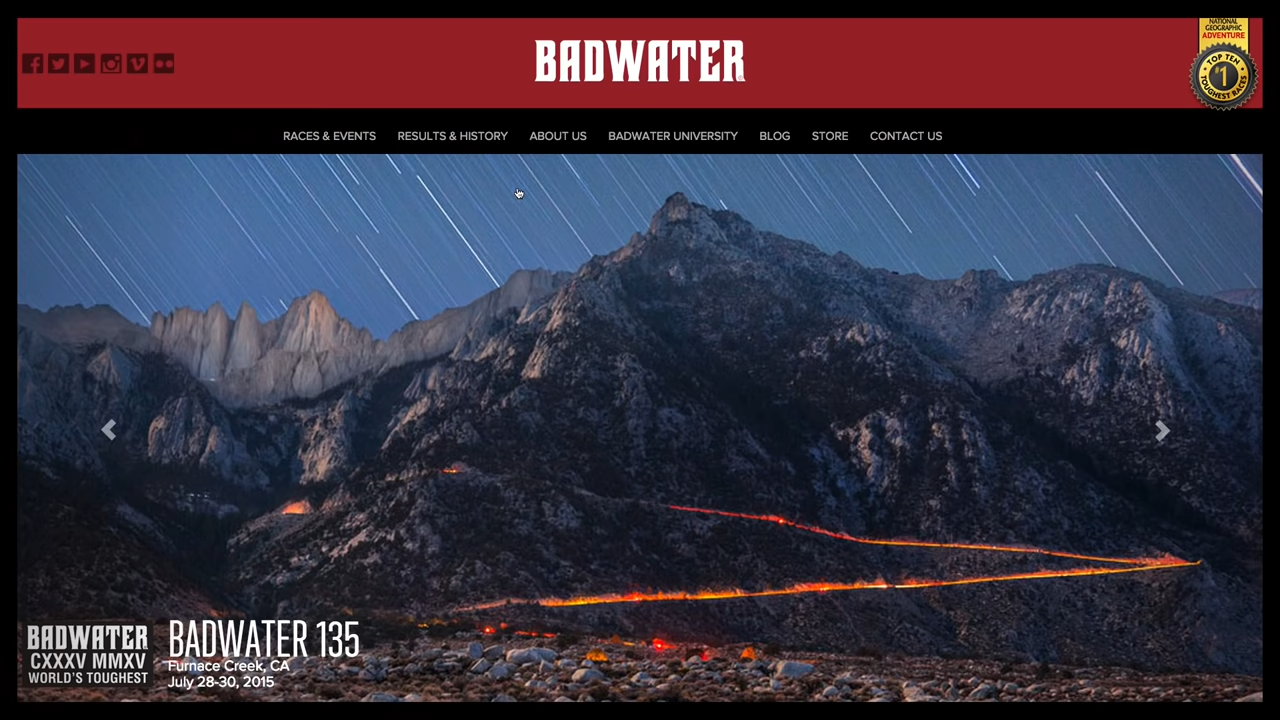 BADWATER
NATIONAL
GEOGRAPHIC
ADVENTURE
TOP TEN
#1
TOUGHEST RACES
RACES & EVENTS
RESULTS & HISTORY
ABOUT US
BADWATER UNIVERSITY
BLOG
STORE
CONTACT US
BADWATER
CXXXV MMXV
WORLD'S TOUGHEST
BADWATER 135
Furnace Creek, CA
July 28-30, 2015